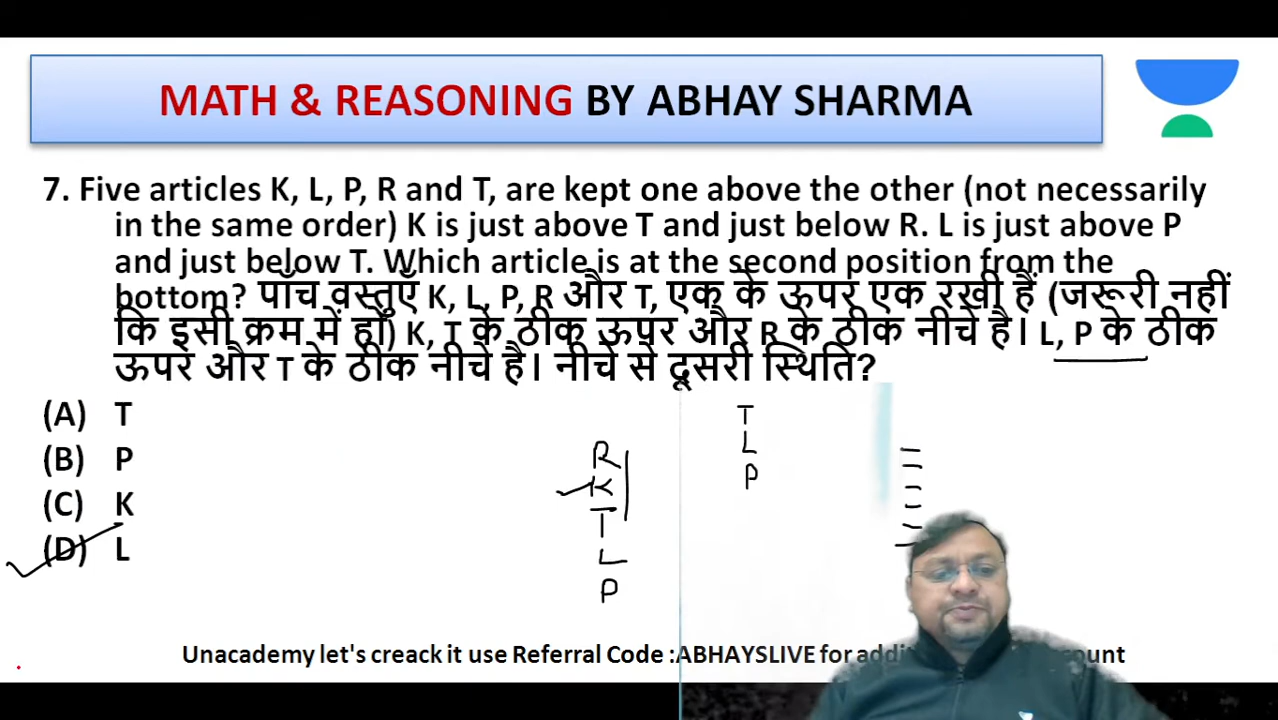 MATH & REASONING BY ABHAY SHARMA
7. Five articles K, L, P, R and T, are kept one above the other (not necessarily
in the same order) K is just above T and just below R. L is just above P
and just below T. Which article is at the second position from the
bottom? पाँच वस्तुएँ K, L, P, R और T, एक के ऊपर एक रखी हैं (जरूरी नहीं
कि इसी क्रम में हों) K, T के ठीक ऊपर और R के ठीक नीचे है। L, P के ठीक
ऊपर और T के ठीक नीचे है। नीचे से दूसरी स्थिति?
(A) T
(B) P
(C) K
(D) L
R
K
T
L
P
T
L
P
Unacademy let's creack it use Referral Code :ABHAYSLIVE for